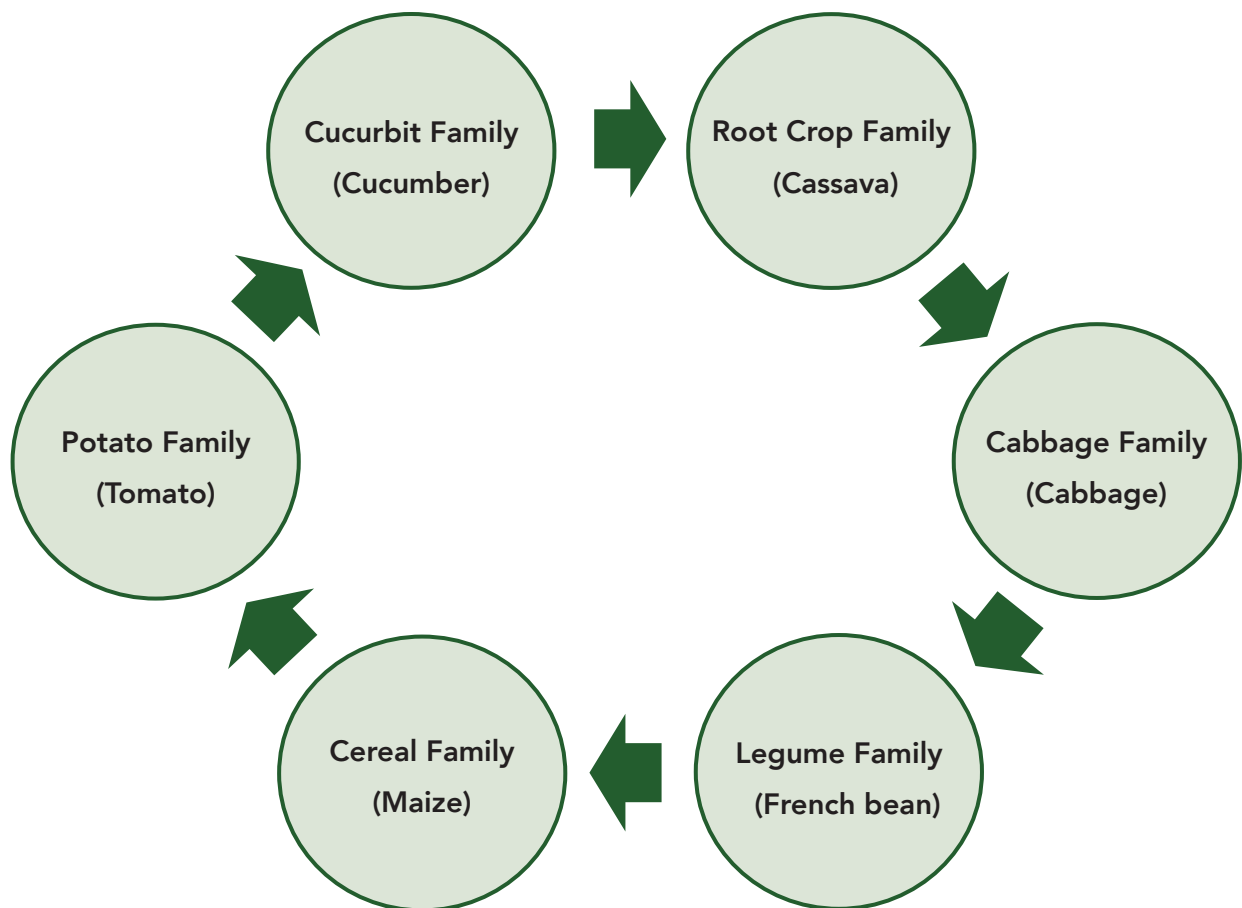 Cucurbit Family
(Cucumber)
Root Crop Family
(Cassava)
Cabbage Family
(Cabbage)
Legume Family
(French bean)
Cereal Family
(Maize)
Potato Family
(Tomato)